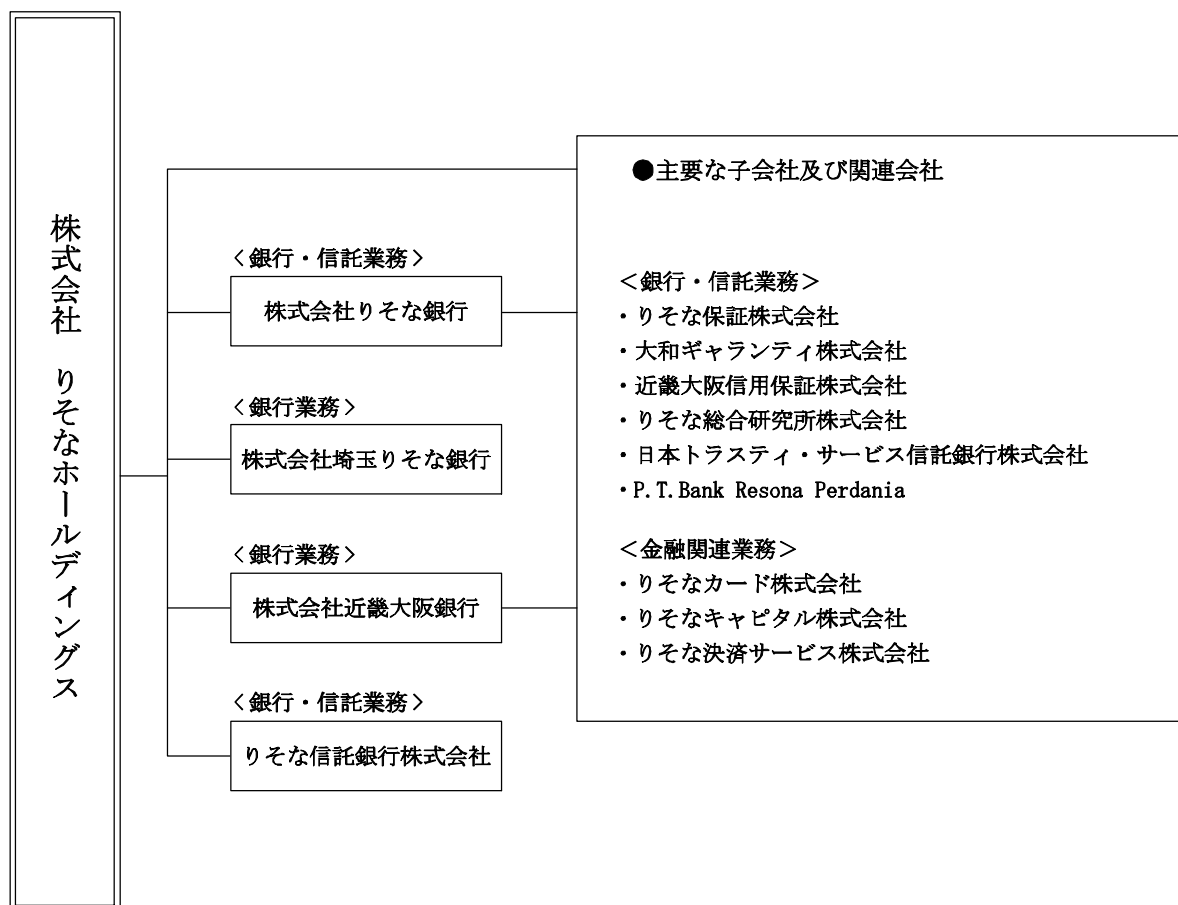 株式会社 りそなホールディングス
<銀行・信託業務>
株式会社りそな銀行
<銀行業務>
株式会社埼玉りそな銀行
<銀行業務>
株式会社近畿大阪銀行
<銀行・信託業務>
りそな信託銀行株式会社
●主要な子会社及び関連会社
<銀行・信託業務>
・りそな保証株式会社
・大和ギャランティ株式会社
・近畿大阪信用保証株式会社
・りそな総合研究所株式会社
・日本トラスティ・サービス信託銀行株式会社
・P.T.Bank Resona Perdania
<金融関連業務>
・りそなカード株式会社
・りそなキャピタル株式会社
・りそな決済サービス株式会社